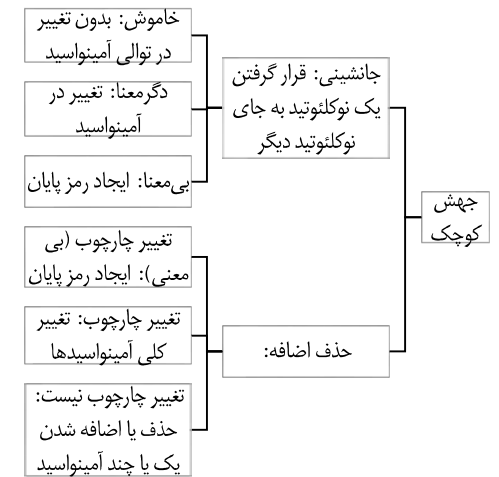 جهش
کوچک
جانشینی: قرار گرفتن
یک نوکلئوتید به جای
نوکلئوتید دیگر
خاموش: بدون تغییر
در توالی آمینواسید
دگرمعنا: تغییر در
آمینواسید
بی‌معنا: ایجاد رمز پایان
حذف اضافه:
تغییر چارچوب (بی
معنی): ایجاد رمز پایان
تغییر چارچوب: تغییر
کلی آمینواسیدها
تغییر چارچوب نیست:
حذف یا اضافه شدن
یک یا چند آمینواسید